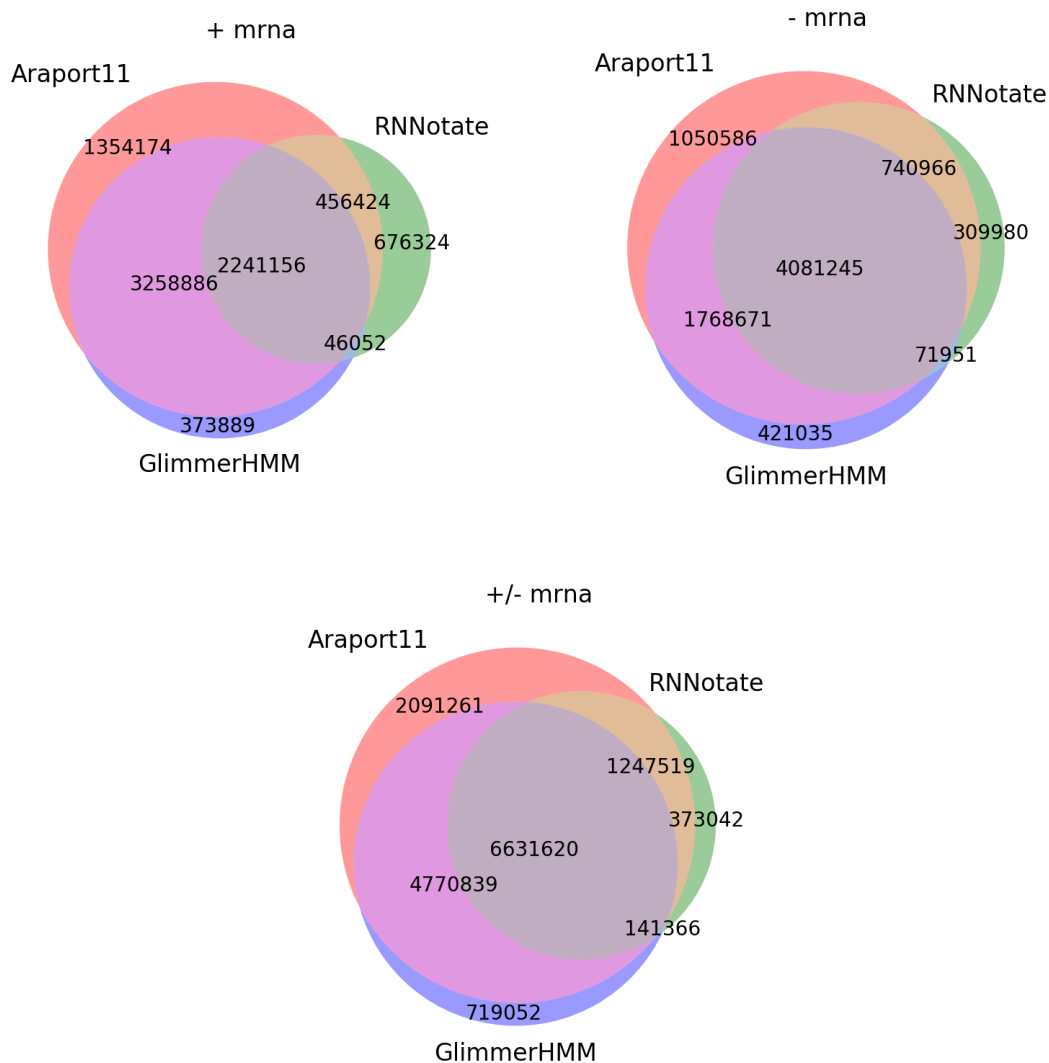 + mrna
Araport11
RNNotate
1354174
456424
676324
2241156
3258886
46052
373889
GlimmerHMM
- mrna
Araport11
RNNotate
1050586
740966
309980
4081245
1768671
71951
421035
GlimmerHMM
+/- mrna
Araport11
RNNotate
2091261
1247519
373042
6631620
4770839
141366
719052
GlimmerHMM